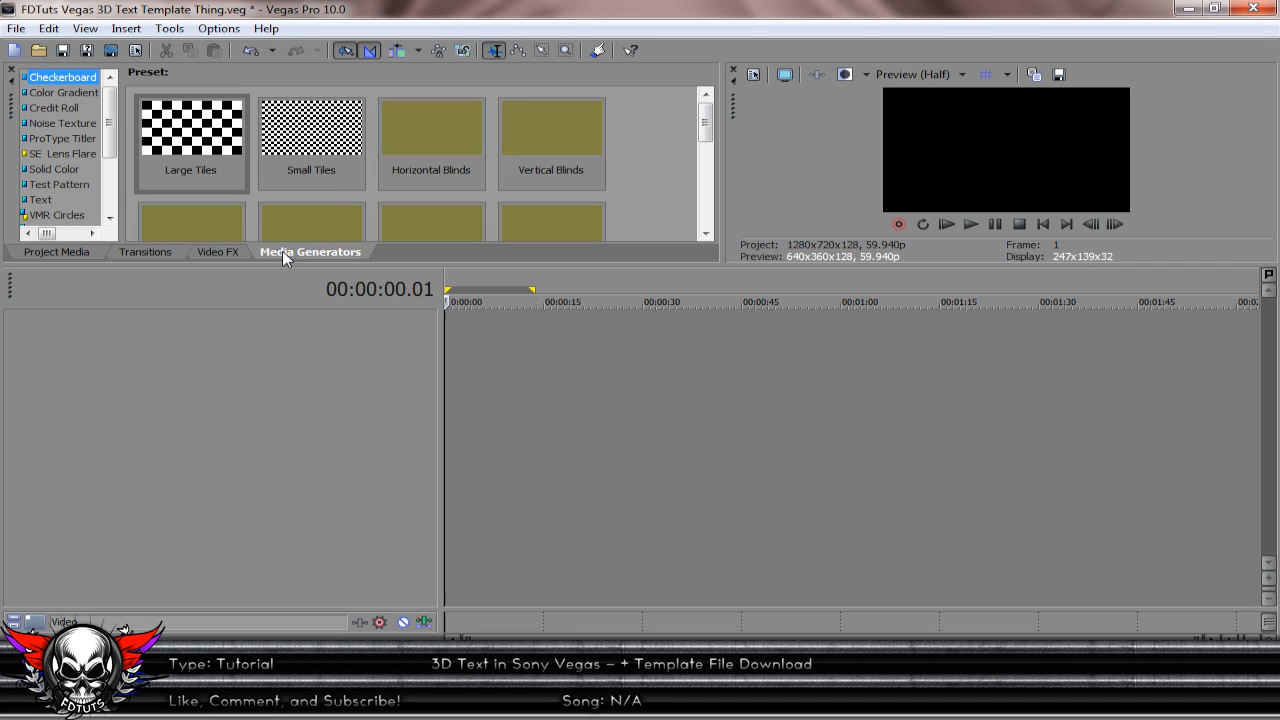 FDTuts Vegas 3D Text Template Thing.veg * - Vegas Pro 10.0
File Edit View Insert Tools Options Help
Preset:
Checkerboard
Color Gradient
Credit Roll
Noise Texture
ProType Titler
SE Lens Flare
Solid Color
Test Pattern
Text
VMR Circles
Large Tiles
Small Tiles
Horizontal Blinds
Vertical Blinds
Project Media
Transitions
Video FX
Media Generators
Preview (Half)
Project: 1280x720x128, 59.940p
Frame: 1
Preview: 640x360x128, 59.940p
Display: 247x139x32
00:00:00.01
0:00:00 00:00:15 00:00:30 00:00:45 00:01:00 00:01:15 00:01:30 00:01:45
Video
Type: Tutorial
3D Text in Sony Vegas - + Template File Download
Like, Comment, and Subscribe!
Song: N/A
FDTUTS